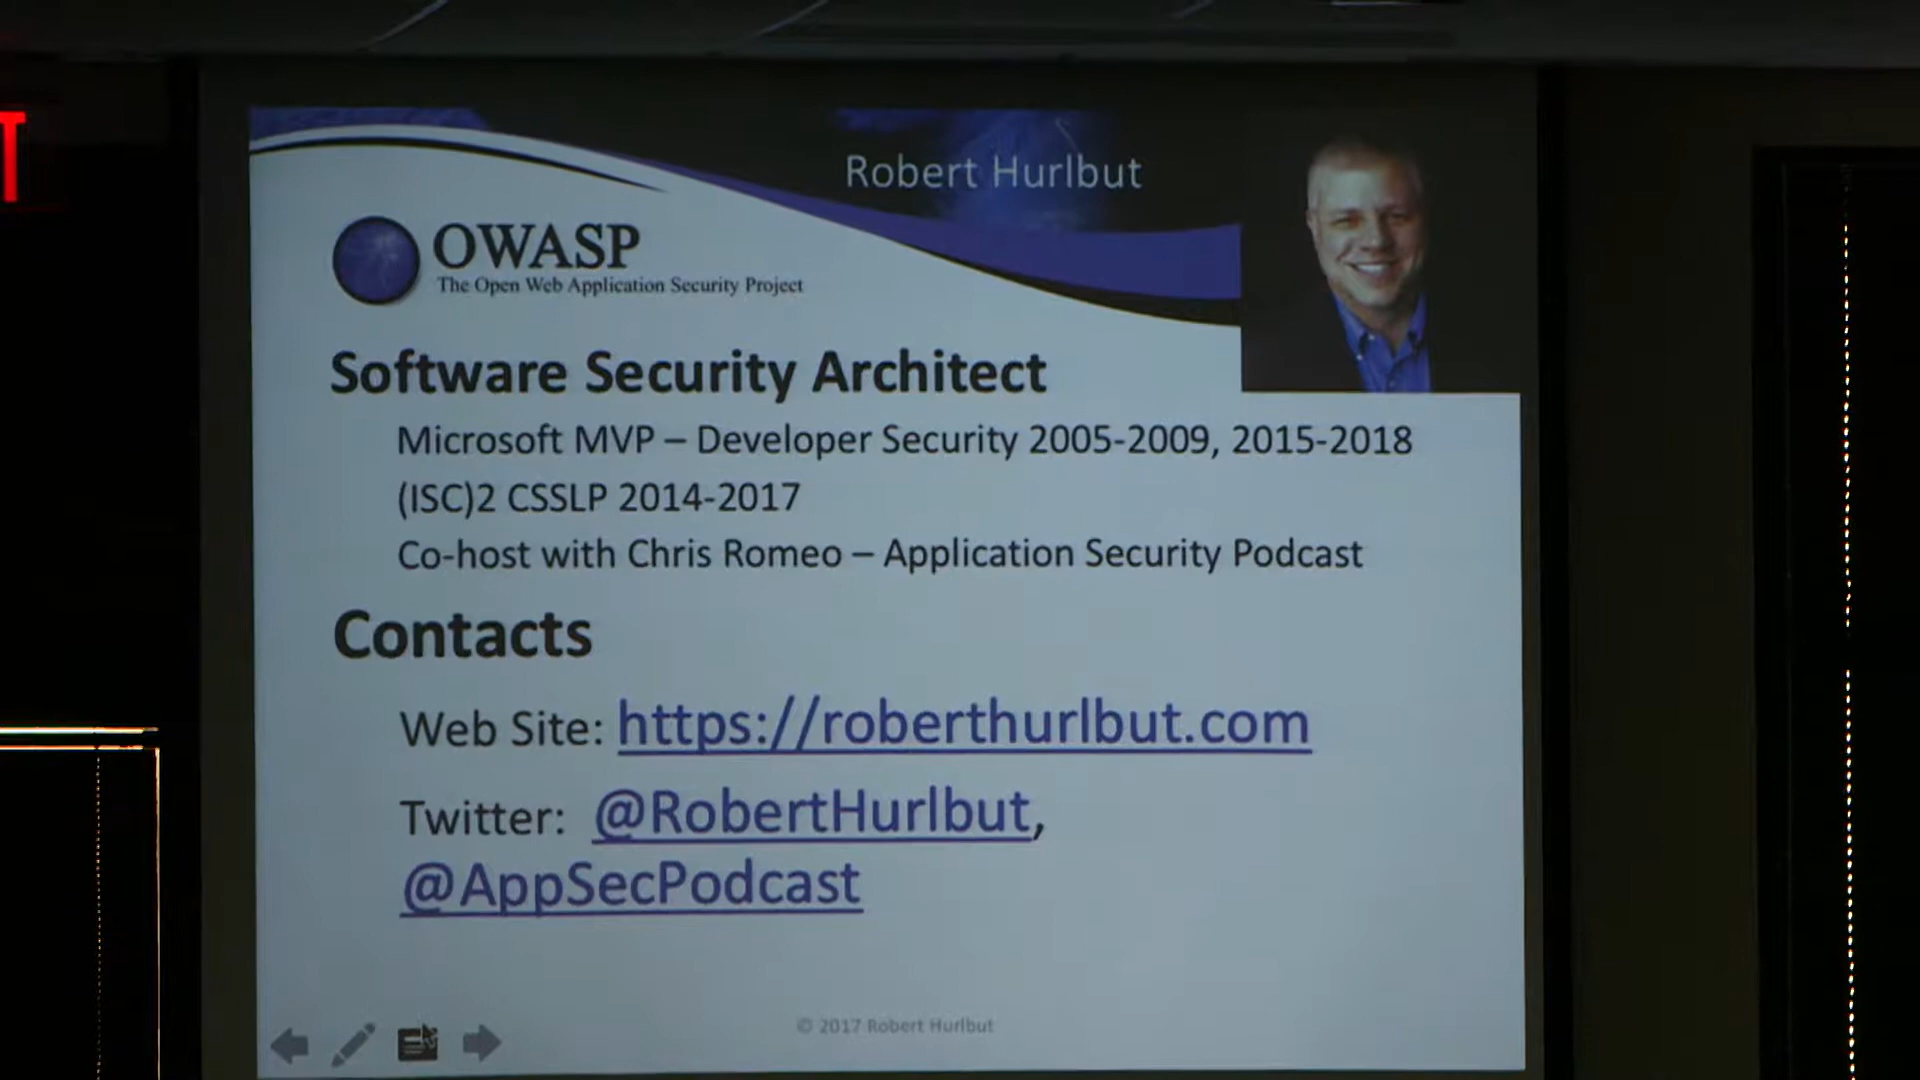 T
Robert Hurlbut
OWASP
The Open Web Application Security Project
Software Security Architect
Microsoft MVP – Developer Security 2005-2009, 2015-2018
(ISC)2 CSSLP 2014-2017
Co-host with Chris Romeo – Application Security Podcast
Contacts
Web Site: https://roberthurlbut.com
Twitter: @RobertHurlbut,
@AppSecPodcast
© 2017 Robert Hurlbut